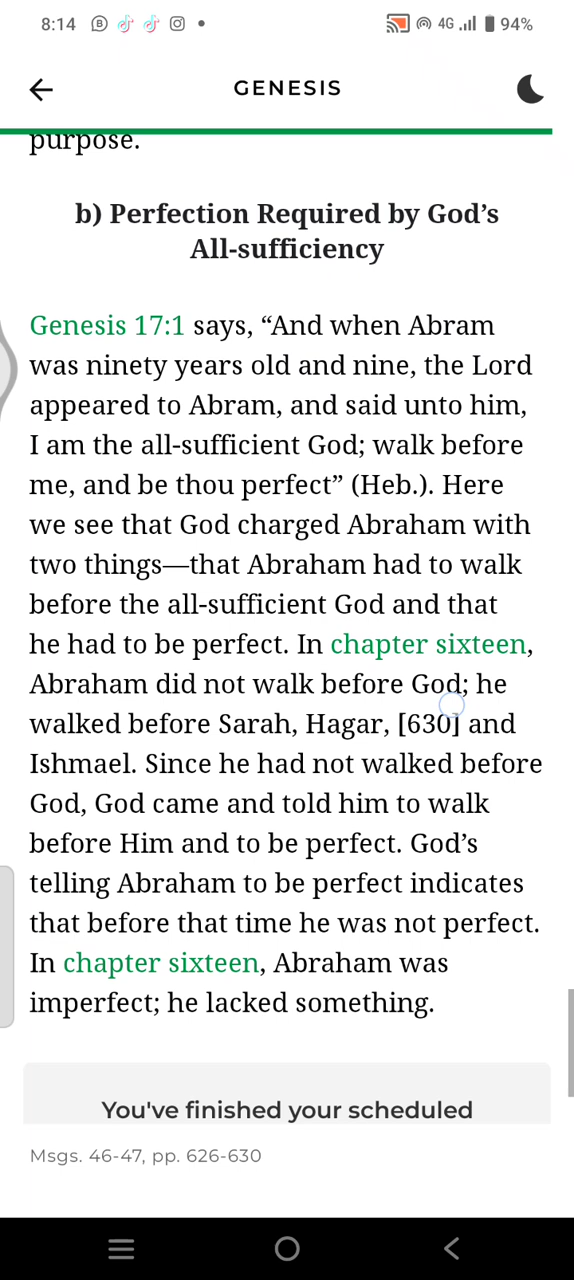 8:14 4G 94%
GENESIS
purpose.
b) Perfection Required by God’s
All-sufficiency
Genesis 17:1 says, “And when Abram
was ninety years old and nine, the Lord
appeared to Abram, and said unto him,
I am the all-sufficient God; walk before
me, and be thou perfect” (Heb.). Here
we see that God charged Abraham with
two things—that Abraham had to walk
before the all-sufficient God and that
he had to be perfect. In chapter sixteen,
Abraham did not walk before God; he
walked before Sarah, Hagar, [630] and
Ishmael. Since he had not walked before
God, God came and told him to walk
before Him and to be perfect. God’s
telling Abraham to be perfect indicates
that before that time he was not perfect.
In chapter sixteen, Abraham was
imperfect; he lacked something.
You've finished your scheduled
Msgs. 46-47, pp. 626-630